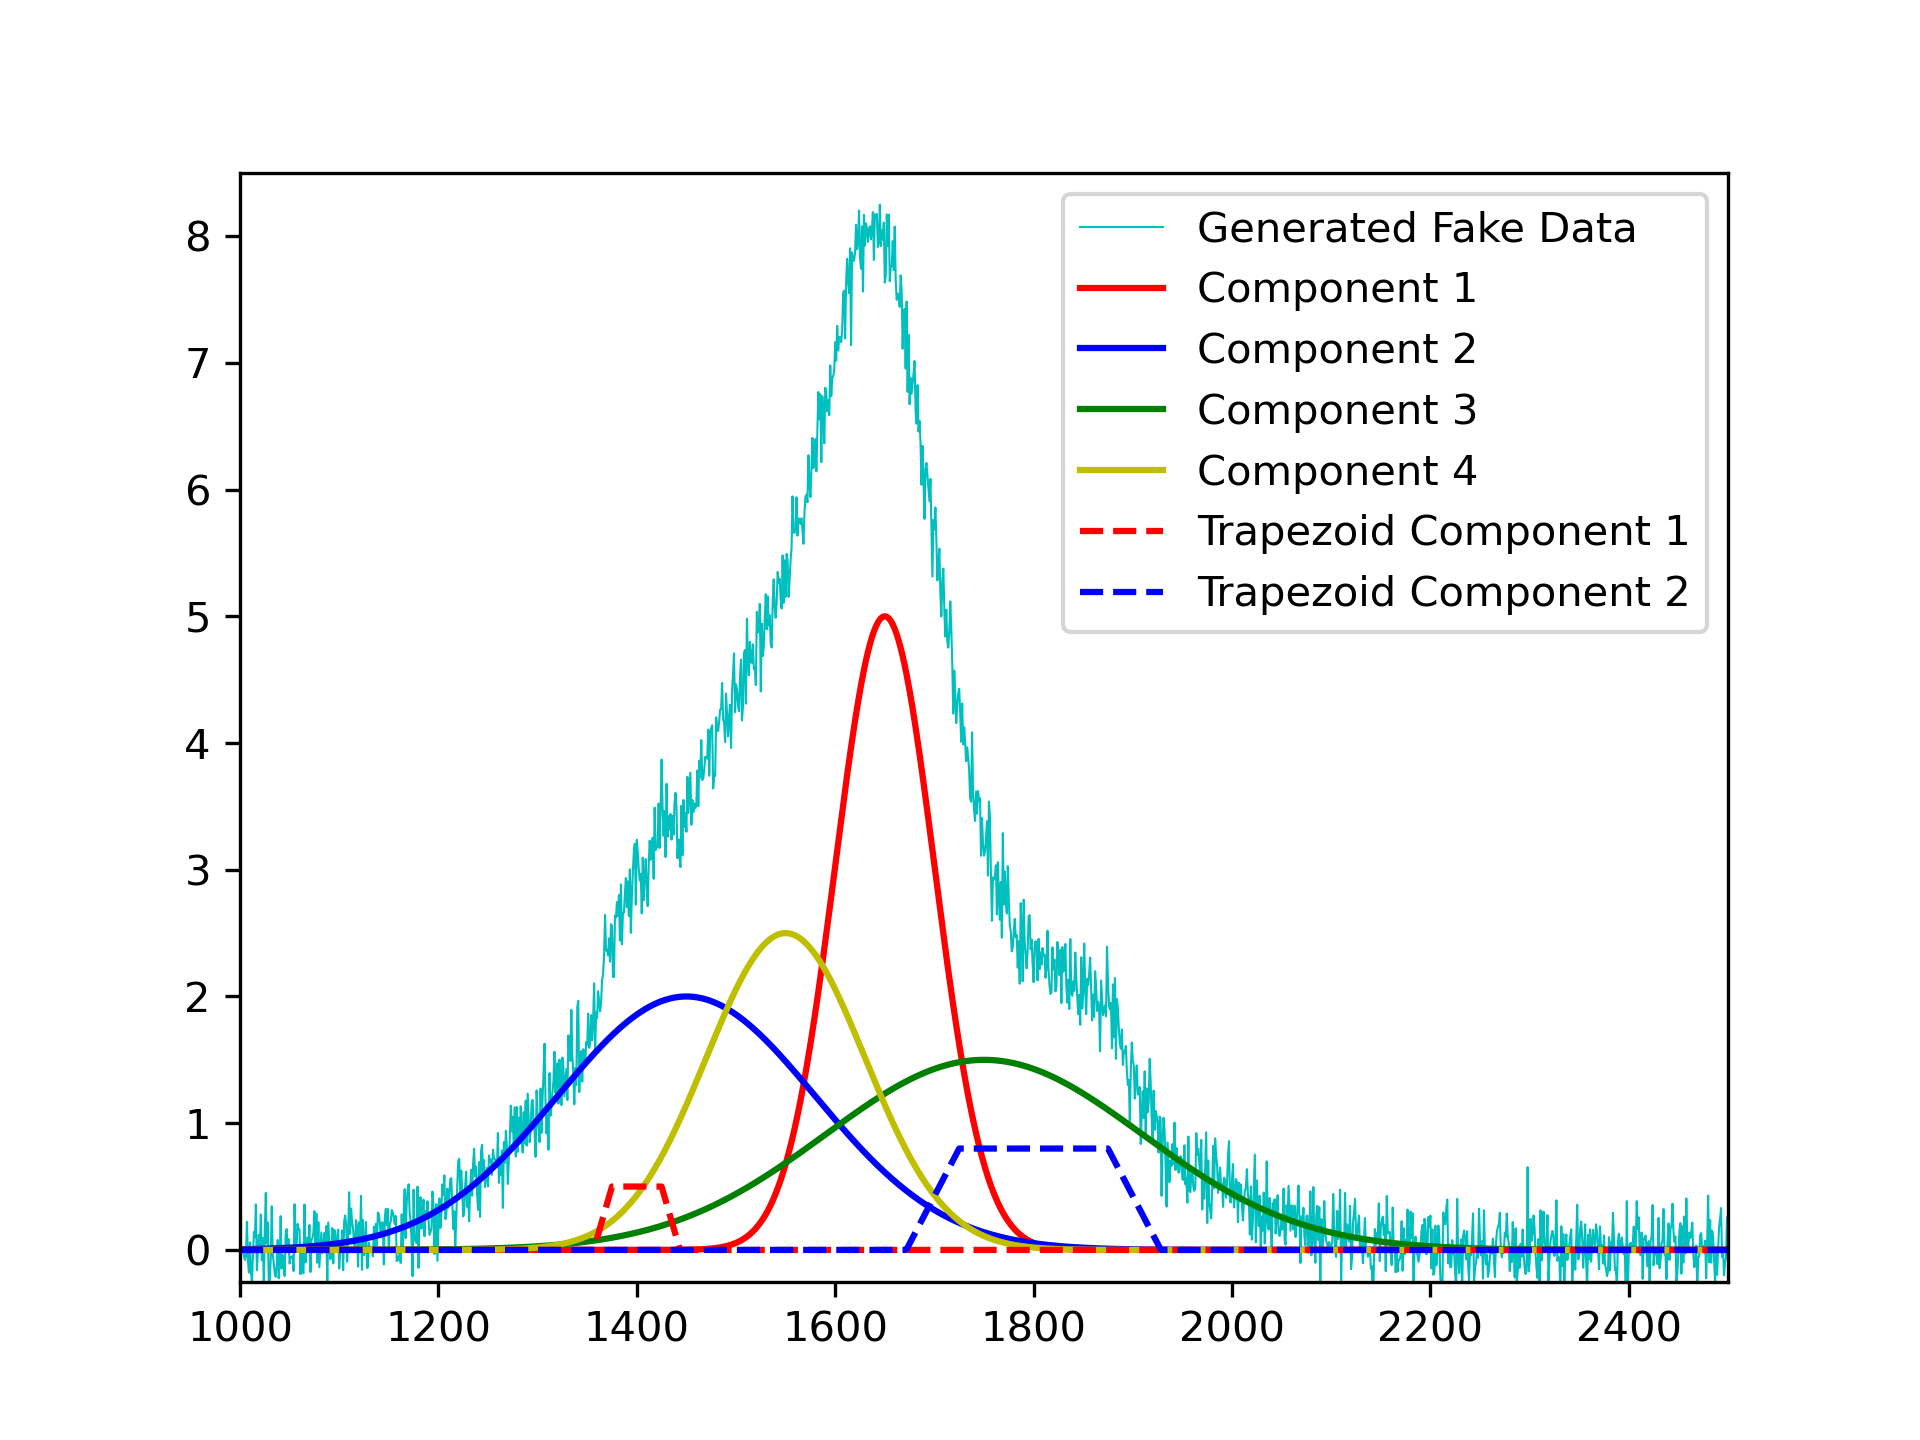 8
7
6
5
4
3
2
1
0
1000 1200 1400 1600 1800 2000 2200 2400
Generated Fake Data
Component 1
Component 2
Component 3
Component 4
Trapezoid Component 1
Trapezoid Component 2